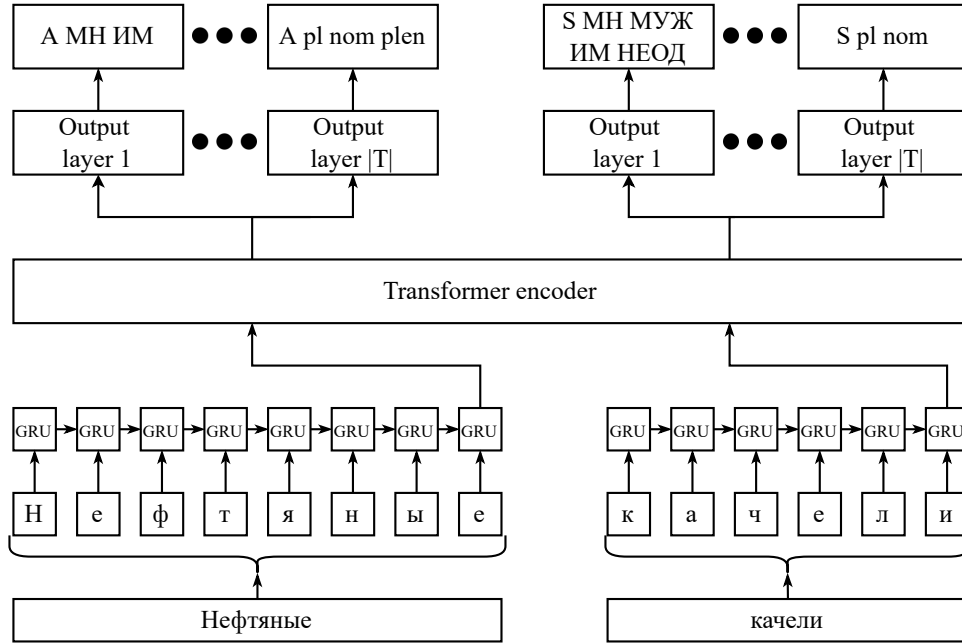 А МН ИМ
A pl nom plen
S МН МУЖ
ИМ НЕОД
S pl nom
Output
layer 1
Output
layer |T|
Output
layer 1
Output
layer |T|
Transformer encoder
GRU GRU GRU GRU GRU GRU GRU GRU
GRU GRU GRU GRU GRU GRU
Н е ф т я н ы е
к а ч е л и
Нефтяные
качели